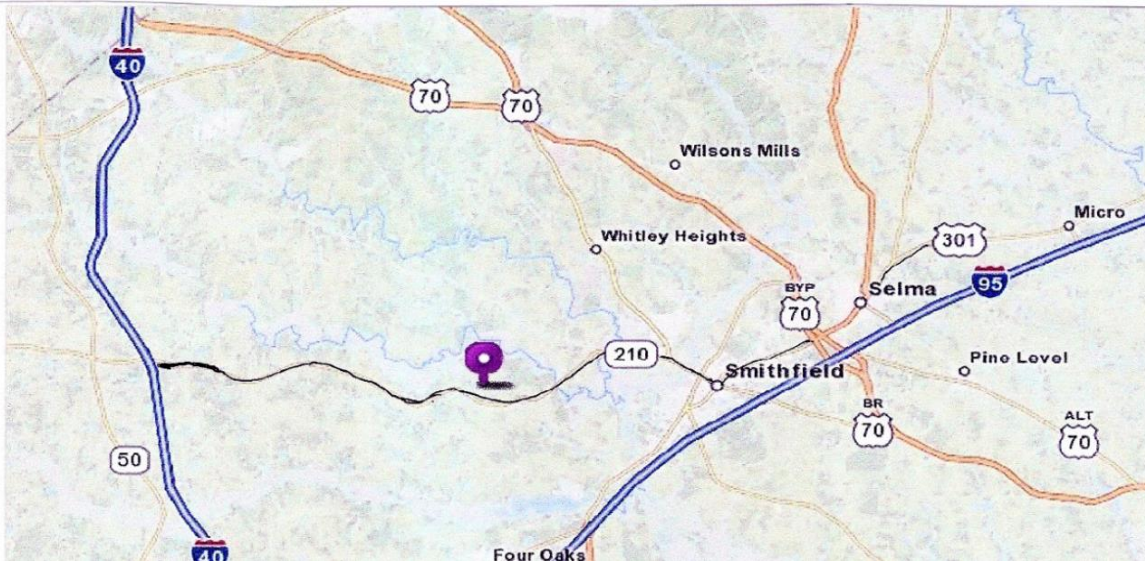 40
70
70
Wilsons Mills
Micro
Whitley Heights
301
95
BYP
70
Selma
210
Smithfield
Pine Level
50
BR
70
ALT
70
40
Four Oaks